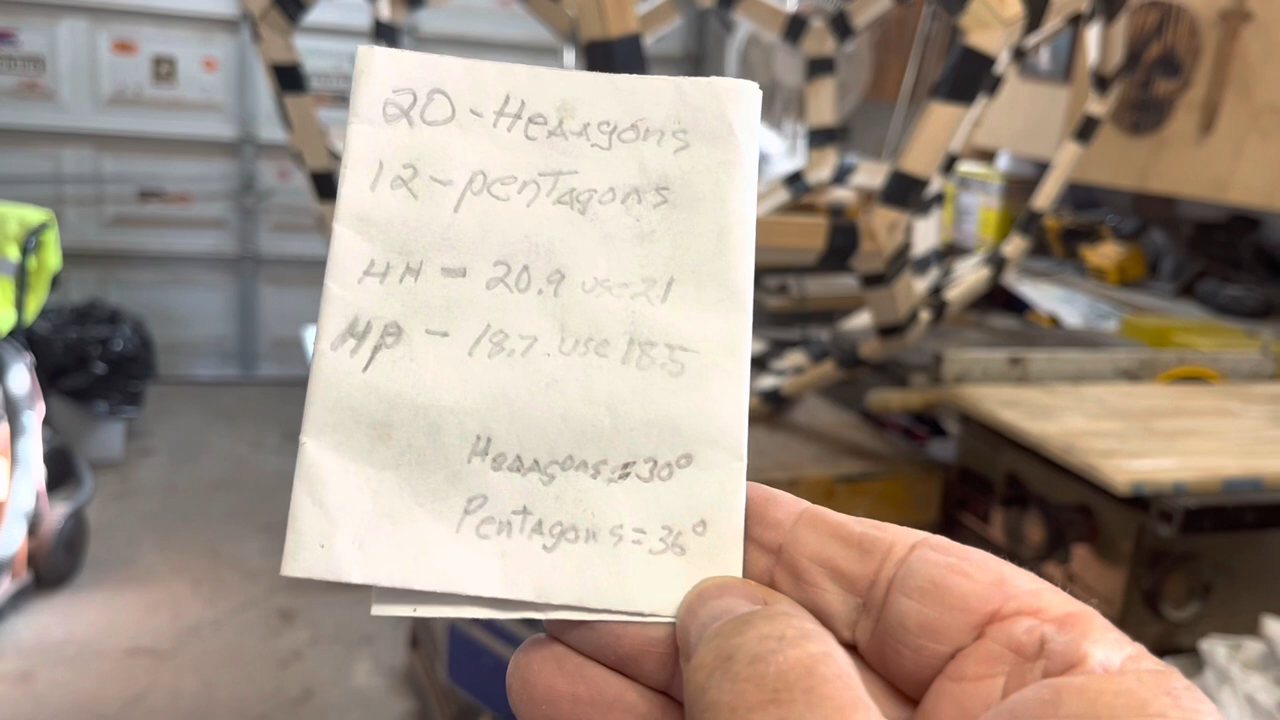 20-Hexagons
12-pentagons
HH - 20.9 use 21
HP - 18.7. use 18.5
Hexagons=30°
Pentagons=36°